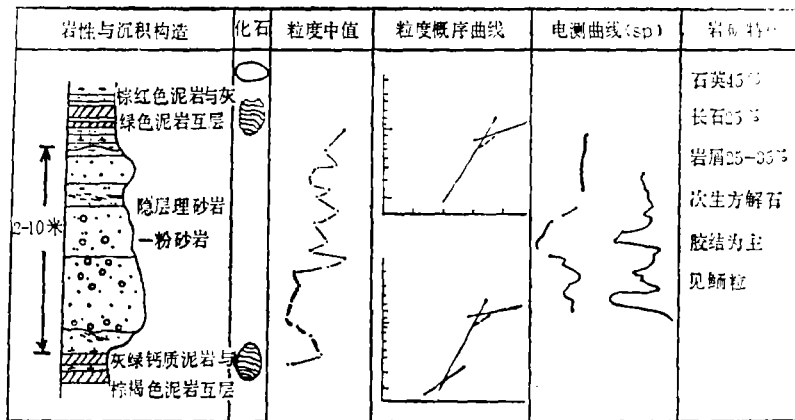 岩性与沉积构造 化石 粒度中值 粒度概序曲线 电测曲线(sp) 岩矿特
棕红色泥岩与灰
绿色泥岩互层
2-10米
隐层理砂岩
一粉砂岩
灰绿钙质泥岩与
棕褐色泥岩互层
石英45%
长石25%
岩屑25-35%
次生方解石
胶结为主
见鲕粒